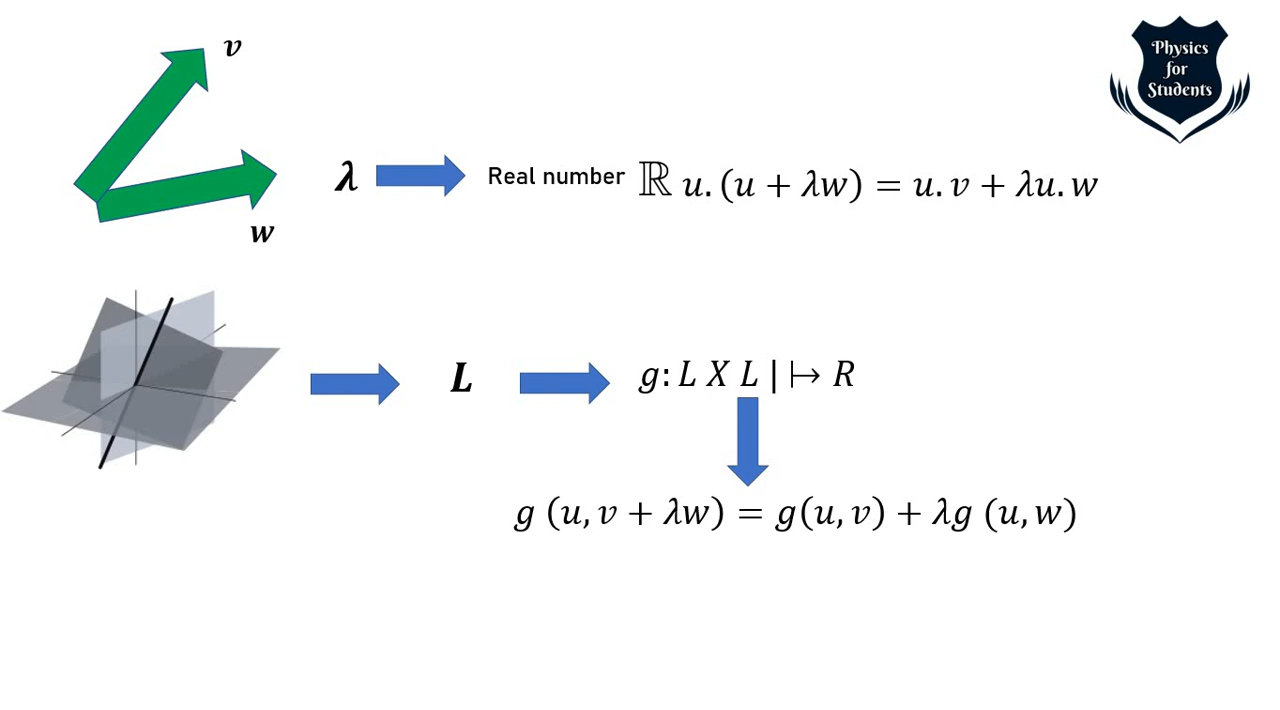 v
Physics
for
Students
λ Real number ℝ u.(u + λw) = u.v + λu.w
w
L g: L X L | ↦ R
g (u, v + λw) = g(u, v) + λg (u, w)